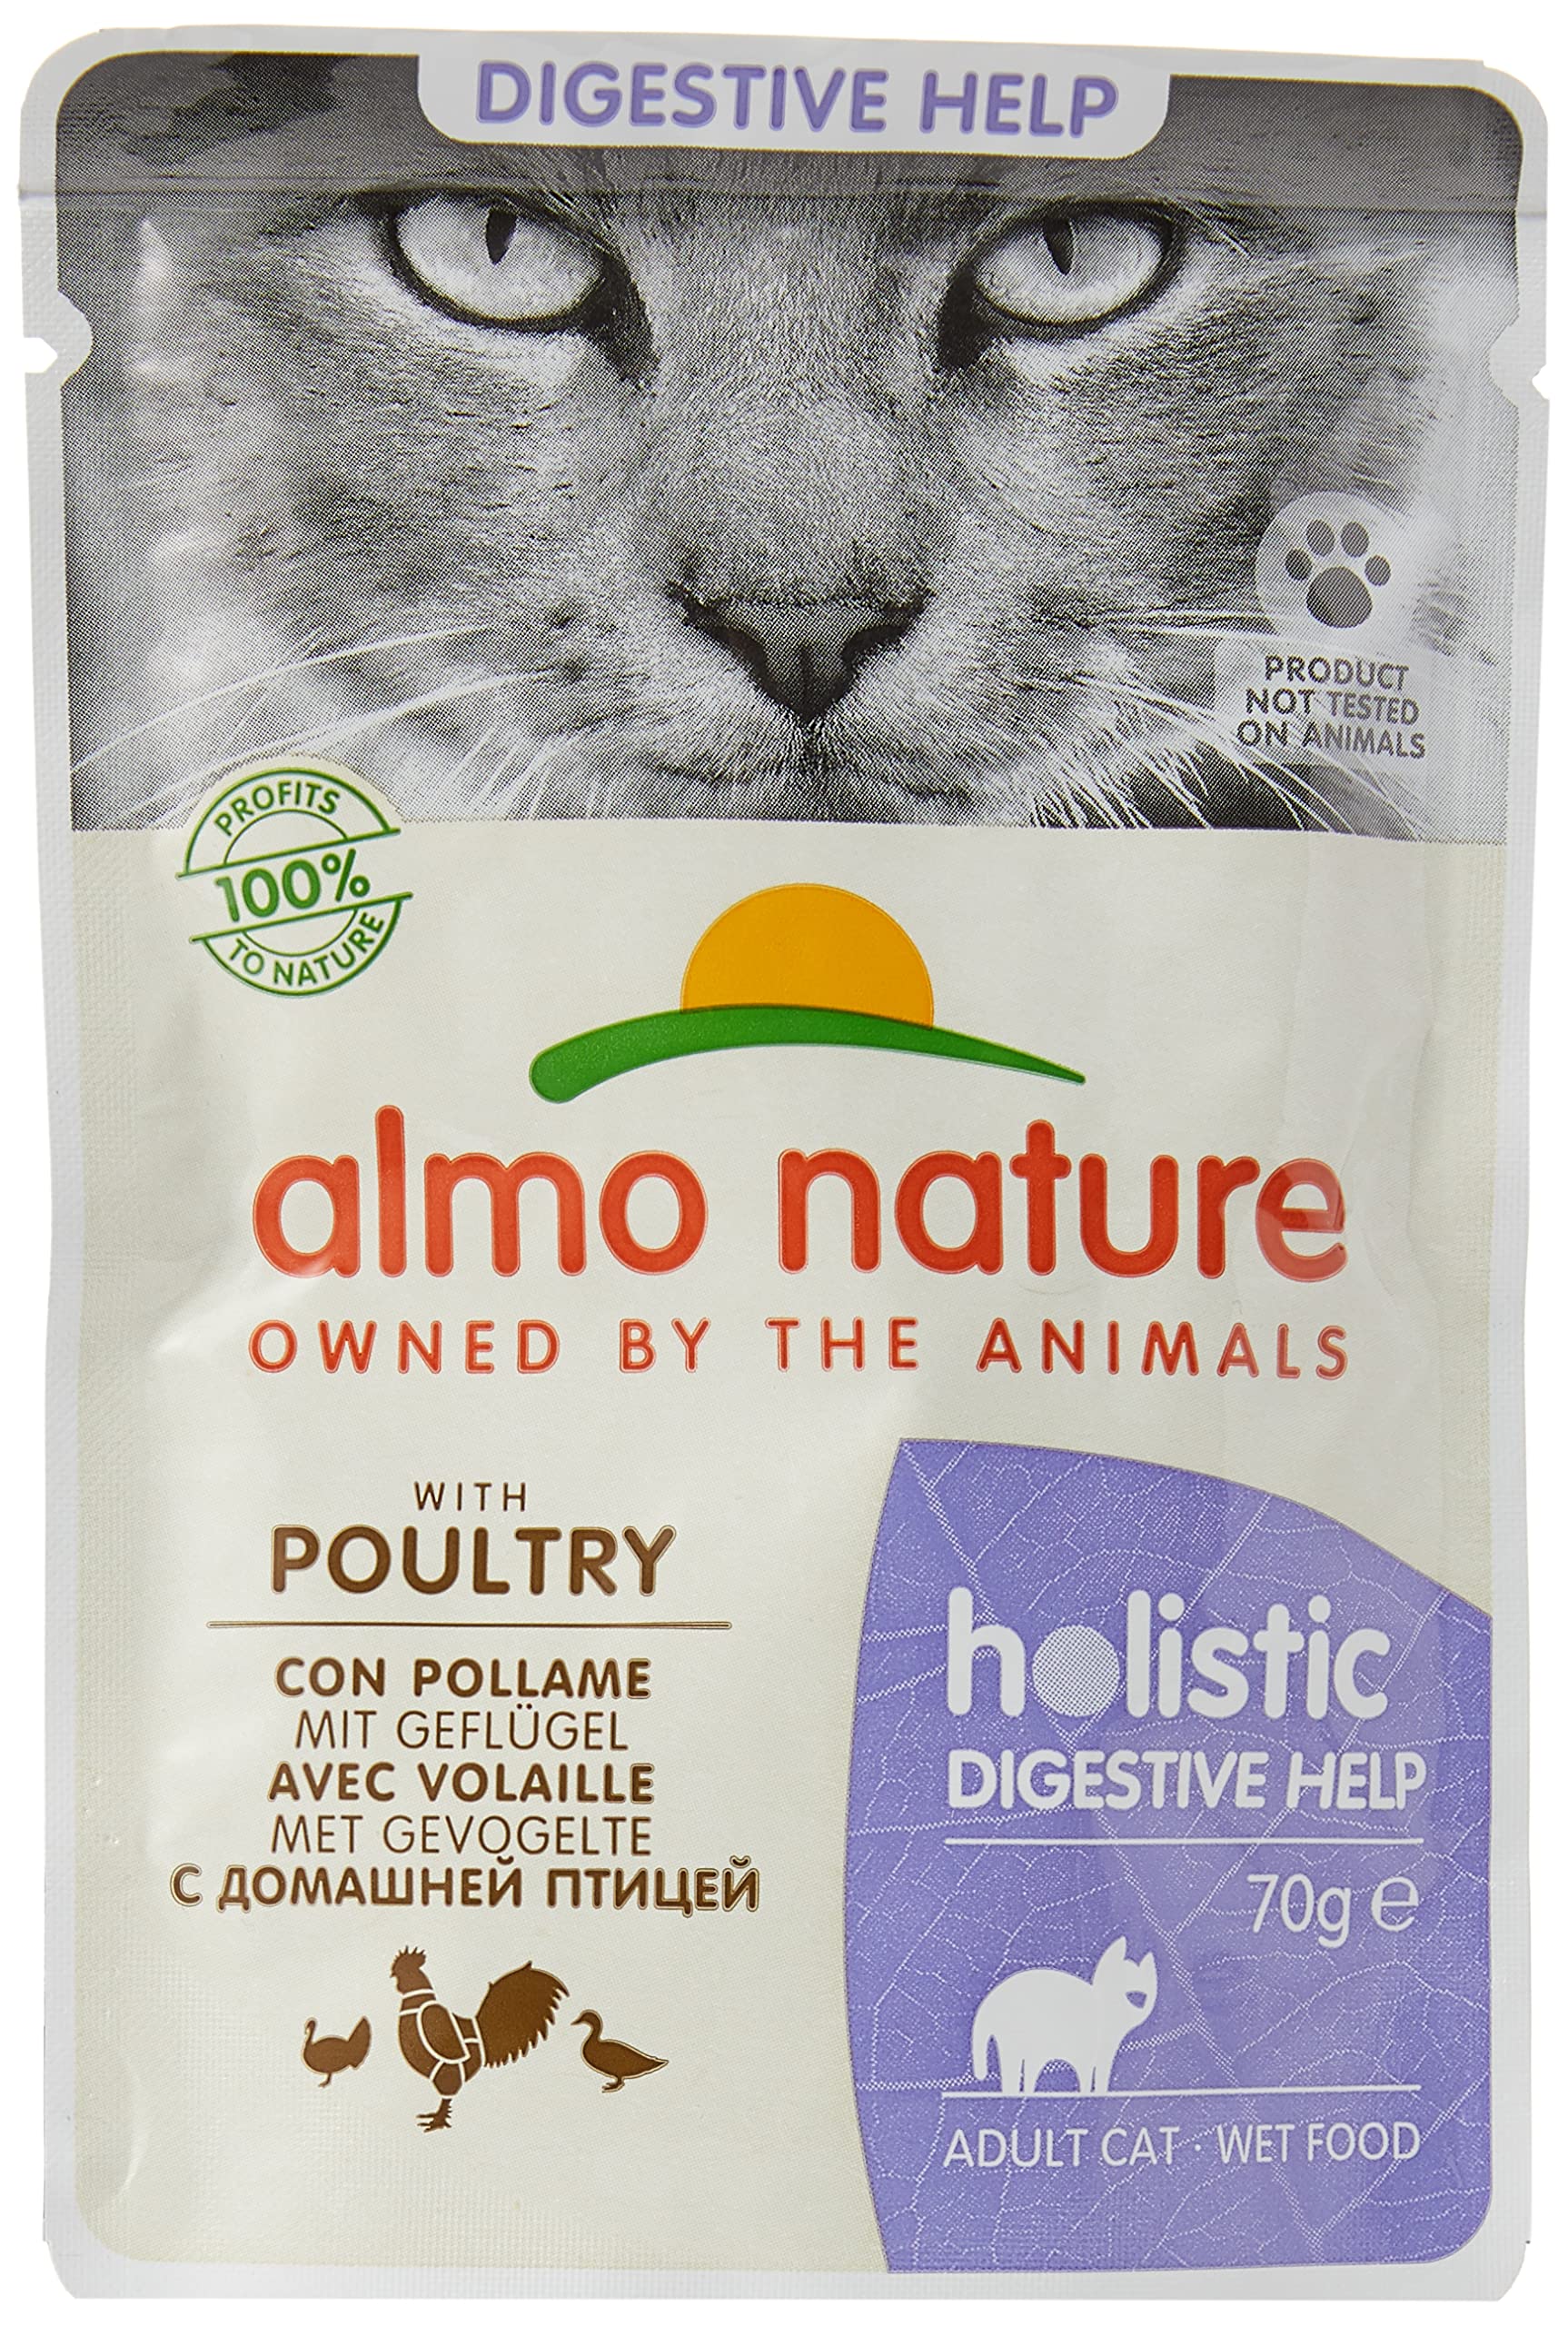 DIGESTIVE HELP
PRODUCT
NOT TESTED
ON ANIMALS
PROFITS
100%
TO NATURE
almo nature
OWNED BY THE ANIMALS
WITH
POULTRY
CON POLLAME
MIT GEFLÜGEL
AVEC VOLAILLE
MET GEVOGELTE
С ДОМАШНЕЙ ПТИЦЕЙ
holistic
DIGESTIVE HELP
70g ℮
ADULT CAT · WET FOOD